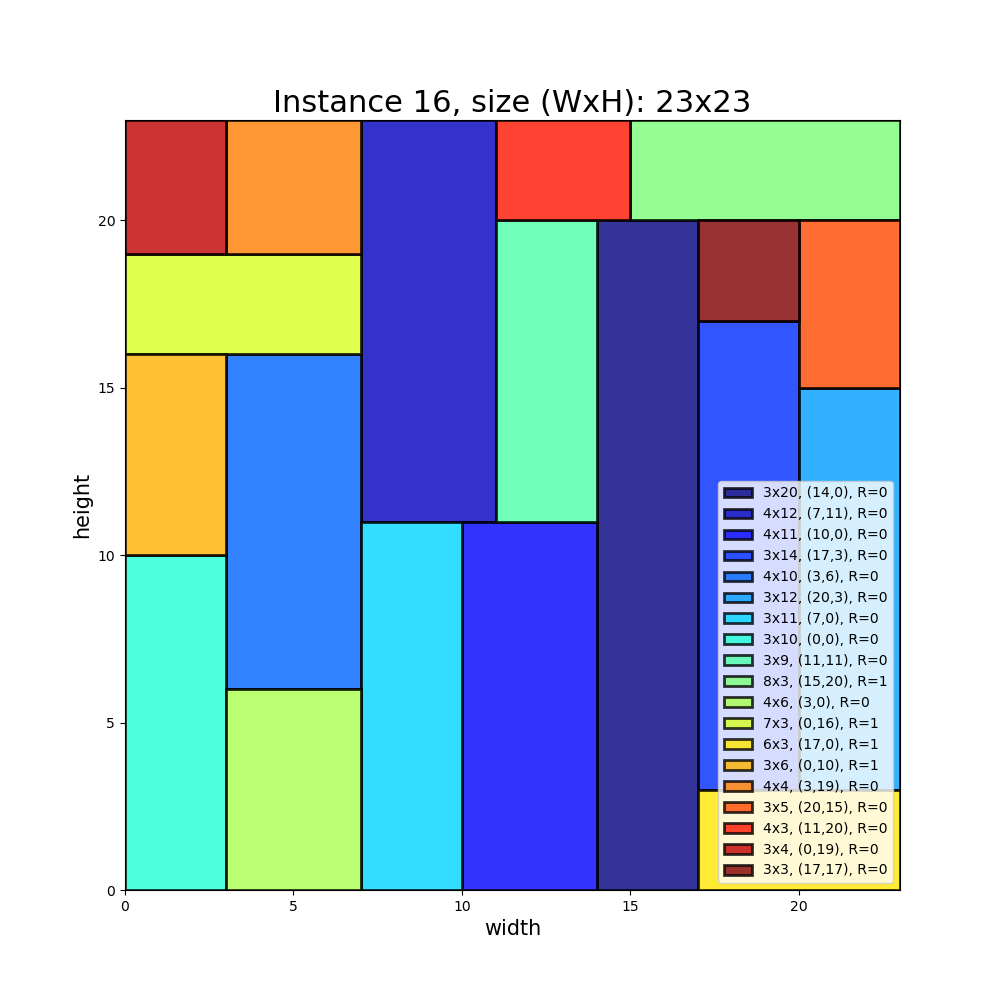 Instance 16, size (WxH): 23x23
height
20
15
10
5
0
3x20, (14,0), R=0
4x12, (7,11), R=0
4x11, (10,0), R=0
3x14, (17,3), R=0
4x10, (3,6), R=0
3x12, (20,3), R=0
3x11, (7,0), R=0
3x10, (0,0), R=0
3x9, (11,11), R=0
8x3, (15,20), R=1
4x6, (3,0), R=0
7x3, (0,16), R=1
6x3, (17,0), R=1
3x6, (0,10), R=1
4x4, (3,19), R=0
3x5, (20,15), R=0
4x3, (11,20), R=0
3x4, (0,19), R=0
3x3, (17,17), R=0
0 5 10 15 20
width